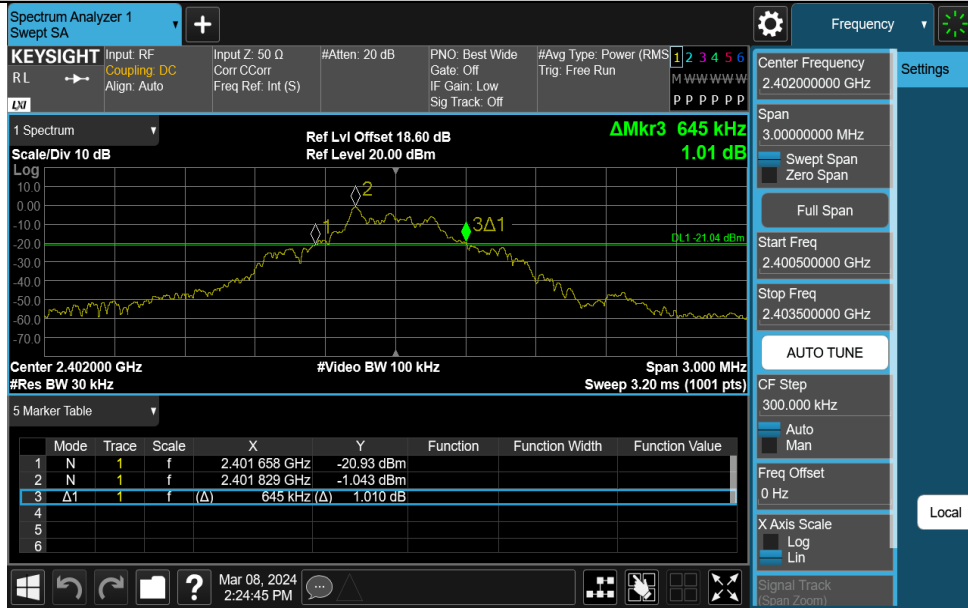 Spectrum Analyzer 1
Swept SA
Frequency
KEYSIGHT
R L
LXI
Input: RF
Coupling: DC
Align: Auto
Input Z: 50 Ω
Corr CCorr
Freq Ref: Int (S)
#Atten: 20 dB
PNO: Best Wide
Gate: Off
IF Gain: Low
Sig Track: Off
#Avg Type: Power (RMS
Trig: Free Run
1 2 3 4 5 6
M W W W W W
P P P P P P
1 Spectrum
Scale/Div 10 dB
Ref Lvl Offset 18.60 dB
Ref Level 20.00 dBm
ΔMkr3 645 kHz
1.01 dB
Log
10.0
0.00
-10.0
-20.0
-30.0
-40.0
-50.0
-60.0
-70.0
1
2
3Δ1
DL1 -21.04 dBm
Center 2.402000 GHz
#Video BW 100 kHz
Span 3.000 MHz
#Res BW 30 kHz
Sweep 3.20 ms (1001 pts)
5 Marker Table
Mode Trace Scale X Y Function Function Width Function Value
1 N 1 f 2.401 658 GHz -20.93 dBm
2 N 1 f 2.401 829 GHz -1.043 dBm
3 Δ1 1 f (Δ) 645 kHz (Δ) 1.010 dB
4
5
6
Mar 08, 2024
2:24:45 PM
Center Frequency
2.402000000 GHz
Span
3.00000000 MHz
Swept Span
Zero Span
Full Span
Start Freq
2.400500000 GHz
Stop Freq
2.403500000 GHz
AUTO TUNE
CF Step
300.000 kHz
Auto
Man
Freq Offset
0 Hz
X Axis Scale
Log
Lin
Signal Track
(Span Zoom)
Settings
Local